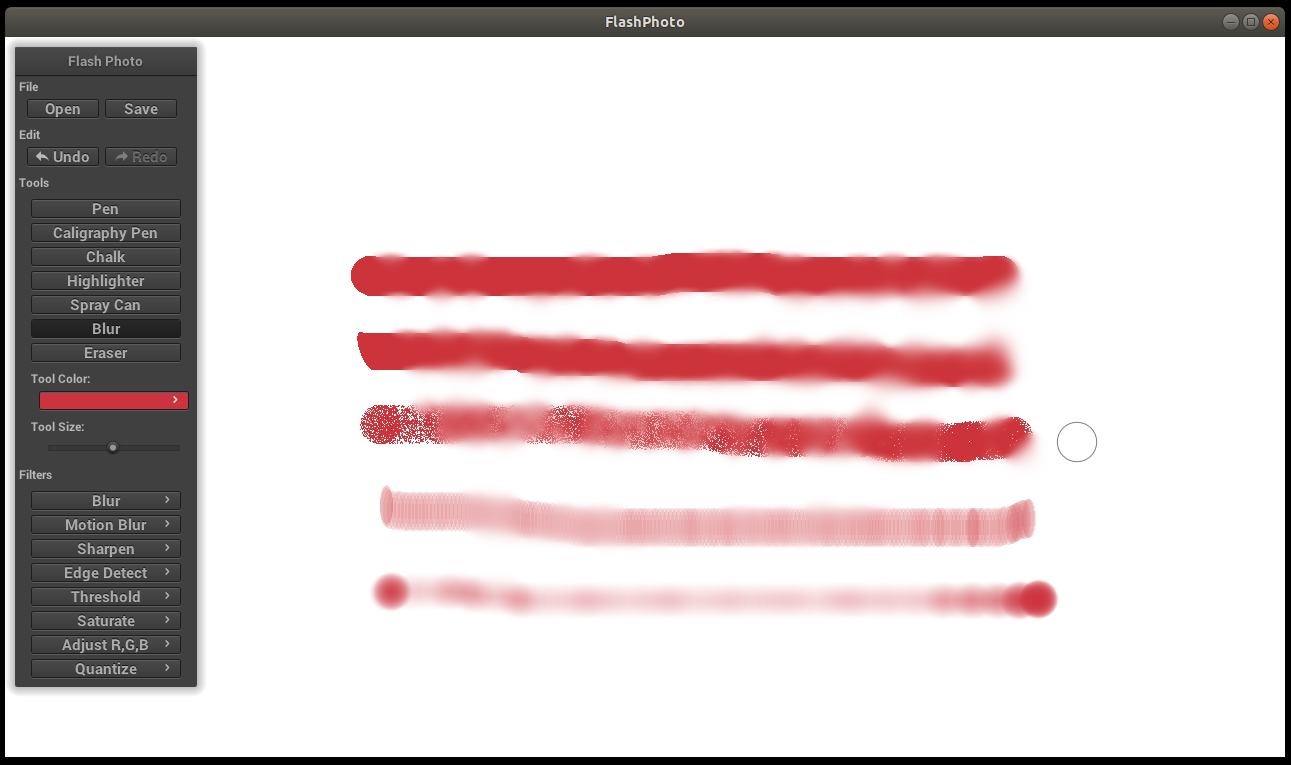 FlashPhoto
Flash Photo
File
Open Save
Edit
Undo Redo
Tools
Pen
Caligraphy Pen
Chalk
Highlighter
Spray Can
Blur
Eraser
Tool Color:
Tool Size:
Filters
Blur
Motion Blur
Sharpen
Edge Detect
Threshold
Saturate
Adjust R,G,B
Quantize